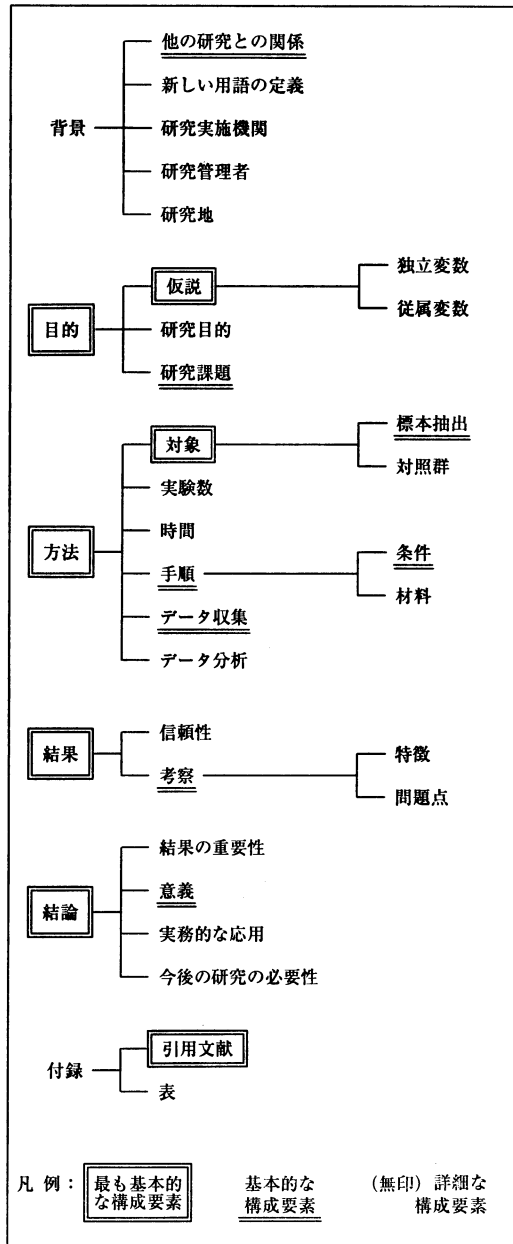 他の研究との関係
新しい用語の定義
背景
研究実施機関
研究管理者
研究地
仮説
独立変数
従属変数
目的
研究目的
研究課題
対象
標本抽出
対照群
実験数
時間
方法
手順
条件
材料
データ収集
データ分析
結果
信頼性
考察
特徴
問題点
結論
結果の重要性
意義
実務的な応用
今後の研究の必要性
付録
引用文献
表
凡 例：
最も基本的
な構成要素
基本的な
構成要素
(無印) 詳細な
構成要素